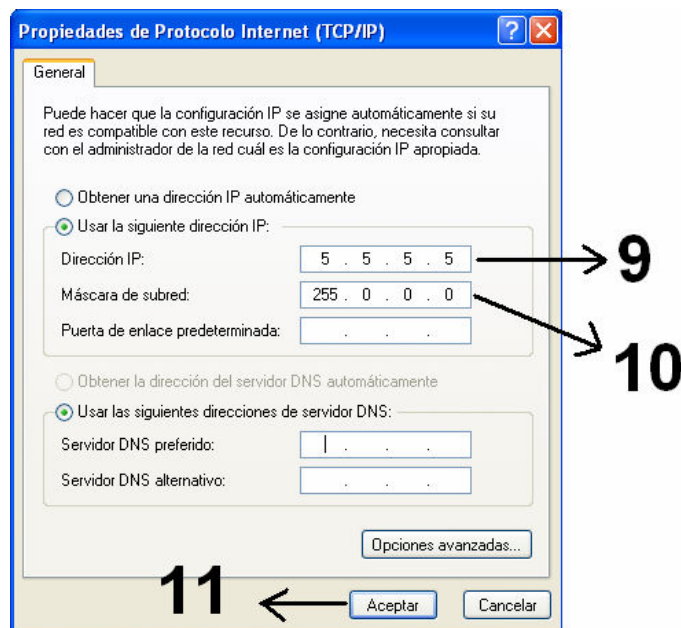 Propiedades de Protocolo Internet (TCP/IP)
General
Puede hacer que la configuración IP se asigne automáticamente si su
red es compatible con este recurso. De lo contrario, necesita consultar
con el administrador de la red cuál es la configuración IP apropiada.
Obtener una dirección IP automáticamente
Usar la siguiente dirección IP:
Dirección IP: 5 . 5 . 5 . 5 9
Máscara de subred: 255 . 0 . 0 . 0
10
Puerta de enlace predeterminada: . . .
Obtener la dirección del servidor DNS automáticamente
Usar las siguientes direcciones de servidor DNS:
Servidor DNS preferido: . . .
Servidor DNS alternativo: . . .
Opciones avanzadas...
11 Aceptar Cancelar